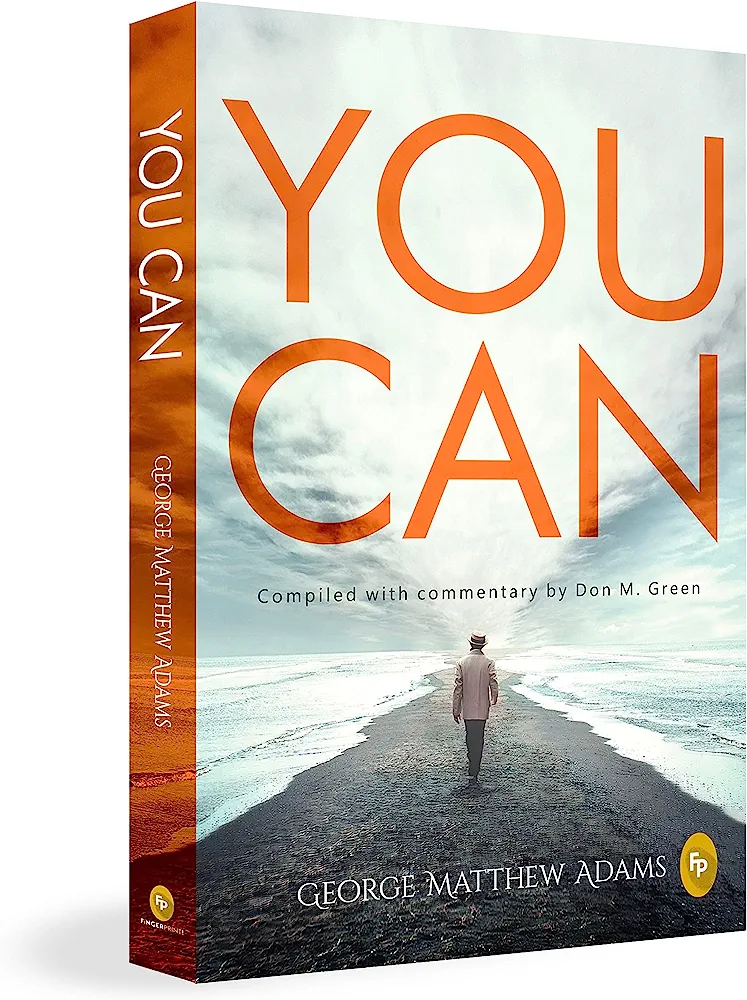 YOU CAN
GEORGE MATTHEW ADAMS
FP
FiNGERPRINT!
YOU
CAN
Compiled with commentary by Don M. Green
GEORGE MATTHEW ADAMS
FP